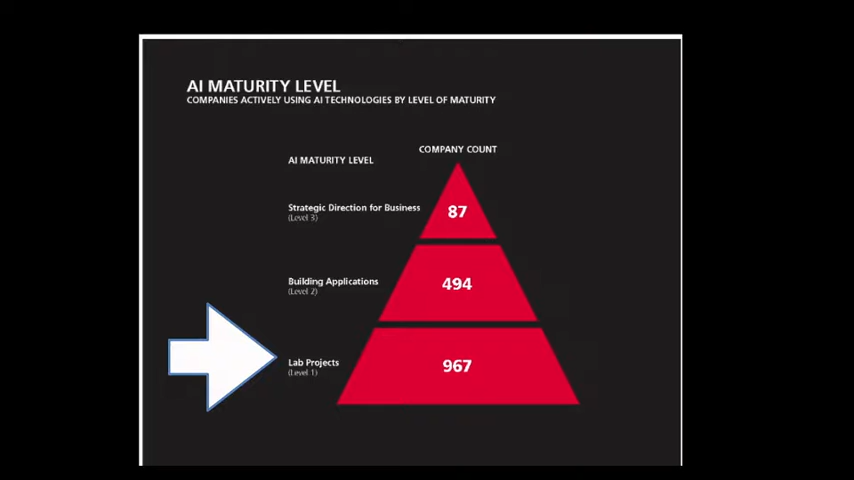 AI MATURITY LEVEL
COMPANIES ACTIVELY USING AI TECHNOLOGIES BY LEVEL OF MATURITY
COMPANY COUNT
AI MATURITY LEVEL
Strategic Direction for Business
(Level 3)
87
Building Applications
(Level 2)
494
Lab Projects
(Level 1)
967